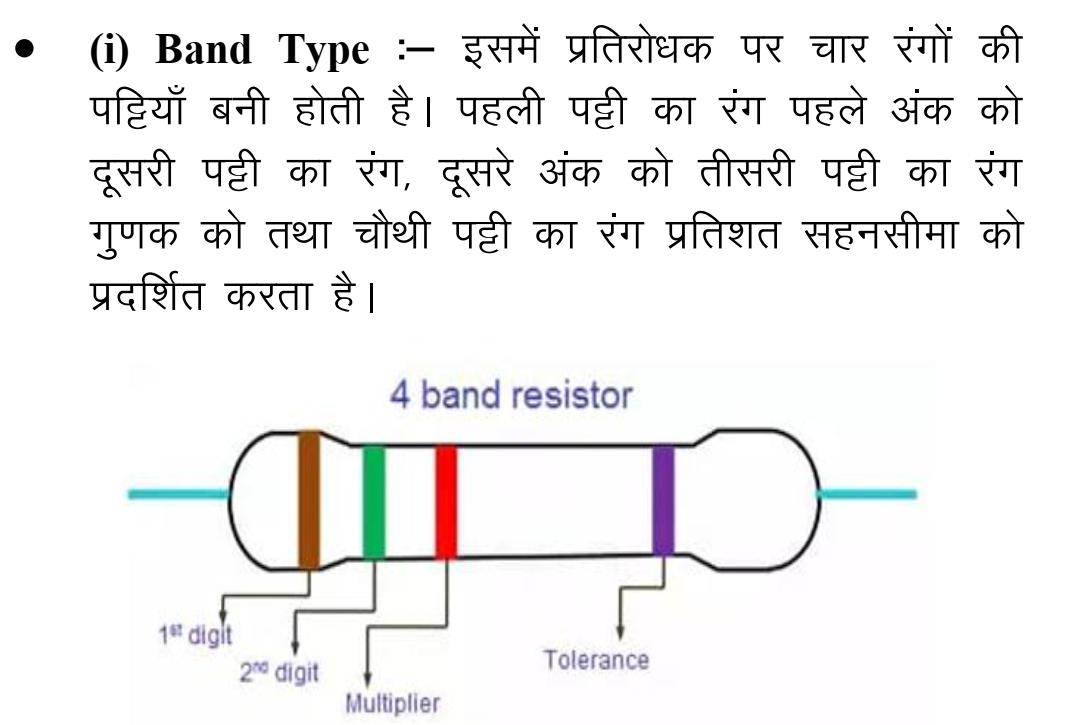 • (i) Band Type :– इसमें प्रतिरोधक पर चार रंगों की
पट्टियाँ बनी होती है। पहली पट्टी का रंग पहले अंक को
दूसरी पट्टी का रंग, दूसरे अंक को तीसरी पट्टी का रंग
गुणक को तथा चौथी पट्टी का रंग प्रतिशत सहनसीमा को
प्रदर्शित करता है।
4 band resistor
1st digit
2nd digit
Multiplier
Tolerance